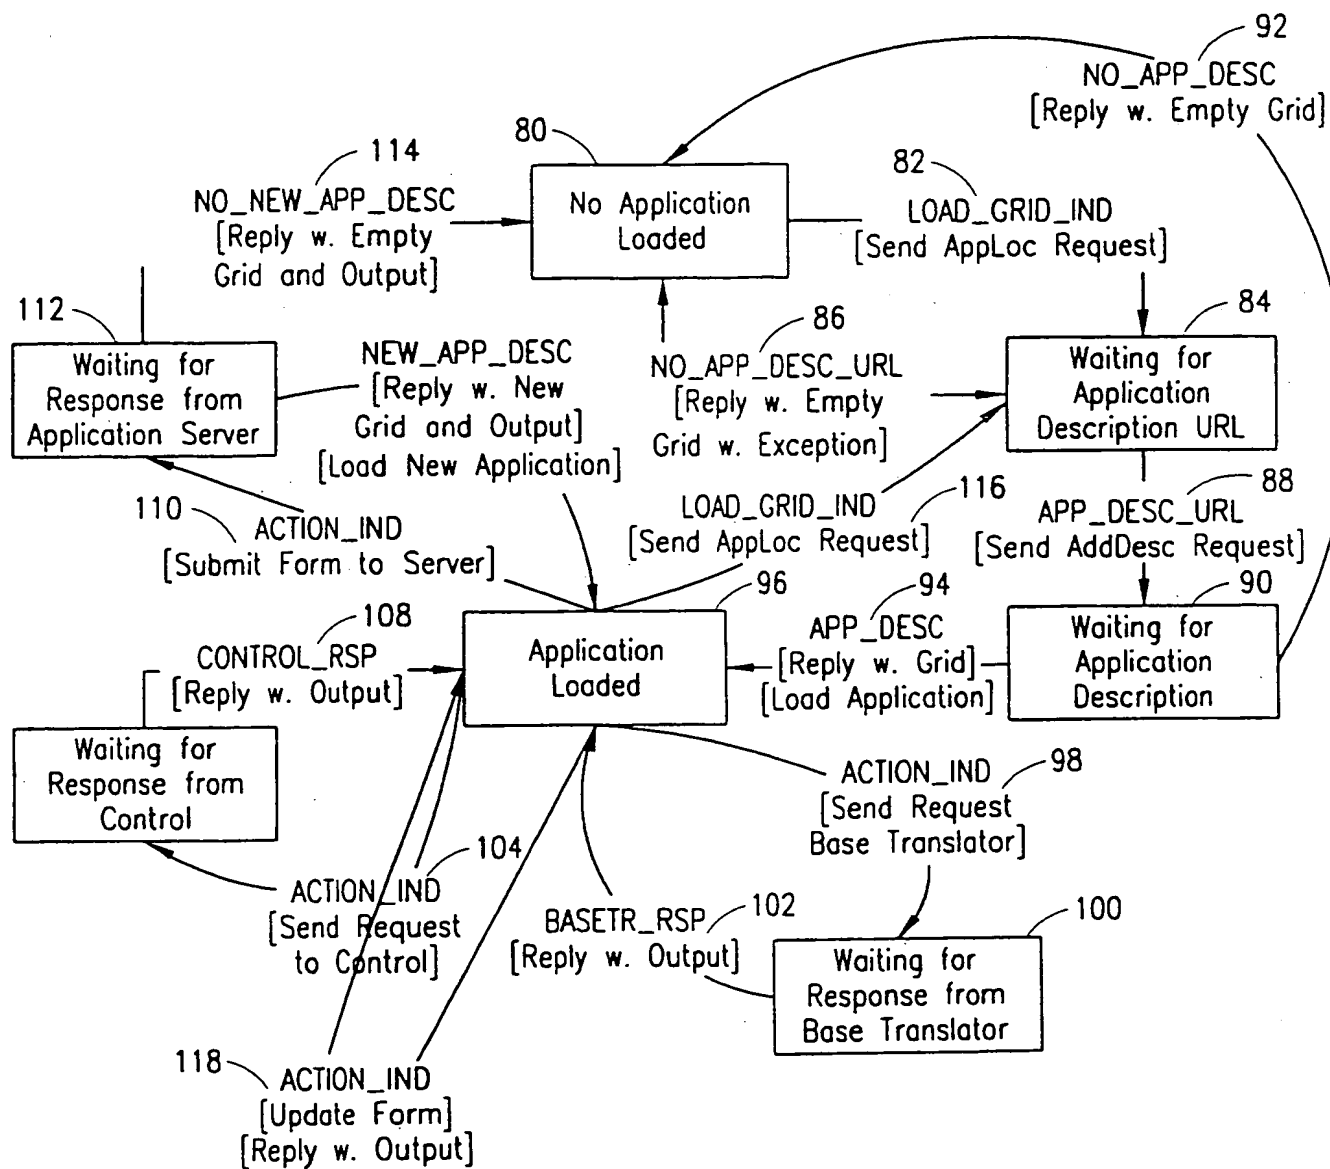 92
NO_APP_DESC
[Reply w. Empty Grid]
80
No Application
Loaded
114
NO_NEW_APP_DESC
[Reply w. Empty
Grid and Output]
82
LOAD_GRID_IND
[Send AppLoc Request]
112
Waiting for
Response from
Application Server
NEW_APP_DESC
[Reply w. New
Grid and Output]
[Load New Application]
86
NO_APP_DESC_URL
[Reply w. Empty
Grid w. Exception]
84
Waiting for
Application
Description URL
110
ACTION_IND
[Submit Form to Server]
LOAD_GRID_IND
[Send AppLoc Request]
116
88
APP_DESC_URL
[Send AddDesc Request]
108
CONTROL_RSP
[Reply w. Output]
96
Application
Loaded
94
APP_DESC
[Reply w. Grid]
[Load Application]
90
Waiting for
Application
Description
Waiting for
Response from
Control
104
ACTION_IND
[Send Request
to Control]
ACTION_IND
[Send Request
Base Translator]
98
BASETR_RSP
[Reply w. Output]
102
100
Waiting for
Response from
Base Translator
118
ACTION_IND
[Update Form]
[Reply w. Output]